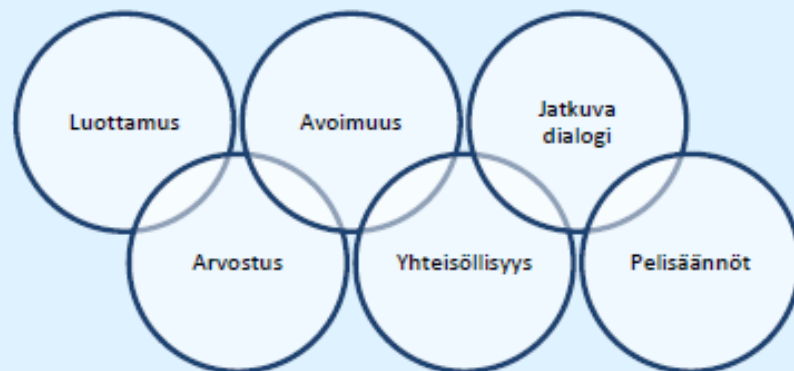 Luottamus
Avoimuus
Jatkuva
dialogi
Arvostus
Yhteisöllisyys
Pelisäännöt